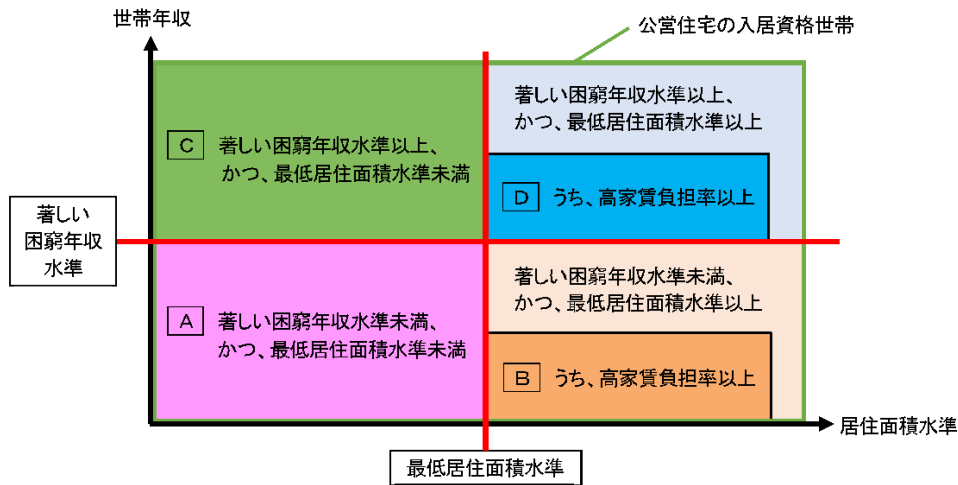 世帯年収
公営住宅の入居資格世帯
著しい困窮年収水準以上、
かつ、最低居住面積水準以上
C
著しい困窮年収水準以上、
かつ、最低居住面積水準未満
D
うち、高家賃負担率以上
著しい
困窮年収
水準
著しい困窮年収水準未満、
かつ、最低居住面積水準以上
A
著しい困窮年収水準未満、
かつ、最低居住面積水準未満
B
うち、高家賃負担率以上
居住面積水準
最低居住面積水準